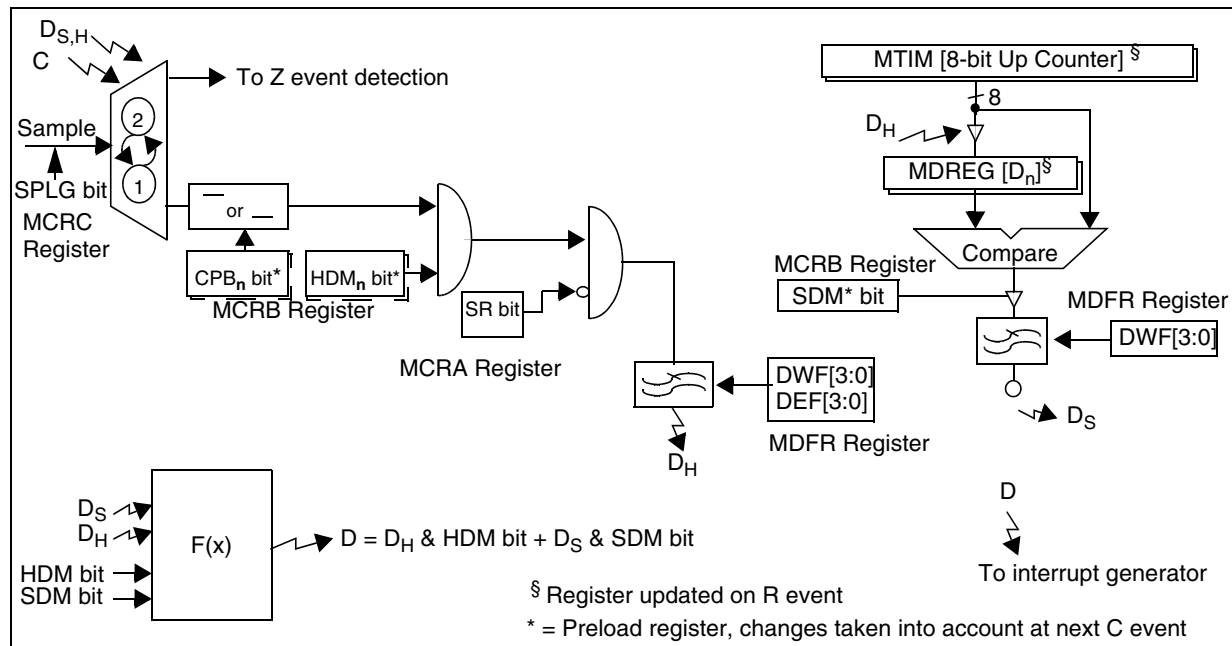 D_S,H
C
To Z event detection
2
Sample
1
SPLG bit
MCRC
Register
or
CPB_n bit*
HDM_n bit*
MCRB Register
SR bit
MCRA Register
DWF[3:0]
DEF[3:0]
MDFR Register
D_H
MTIM [8-bit Up Counter] §
8
D_H
MDREG [D_n]§
Compare
MCRB Register
SDM* bit
MDFR Register
DWF[3:0]
D_S
D
To interrupt generator
D_S
D_H
HDM bit
SDM bit
F(x)
D = D_H & HDM bit + D_S & SDM bit
§ Register updated on R event
* = Preload register, changes taken into account at next C event